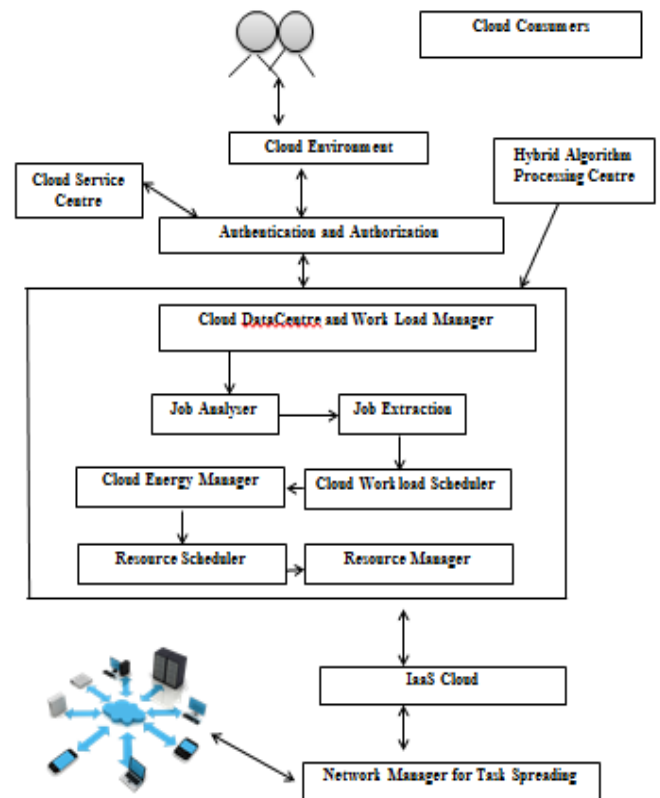 Cloud Consumers
Cloud Environment
Hybrid Algorithm
Processing Centre
Cloud Service
Centre
Authentication and Authorization
Cloud DataCentre and Work Load Manager
Job Analyser
Job Extraction
Cloud Energy Manager
Cloud Workload Scheduler
Resource Scheduler
Resource Manager
IaaS Cloud
Network Manager for Task Spreading